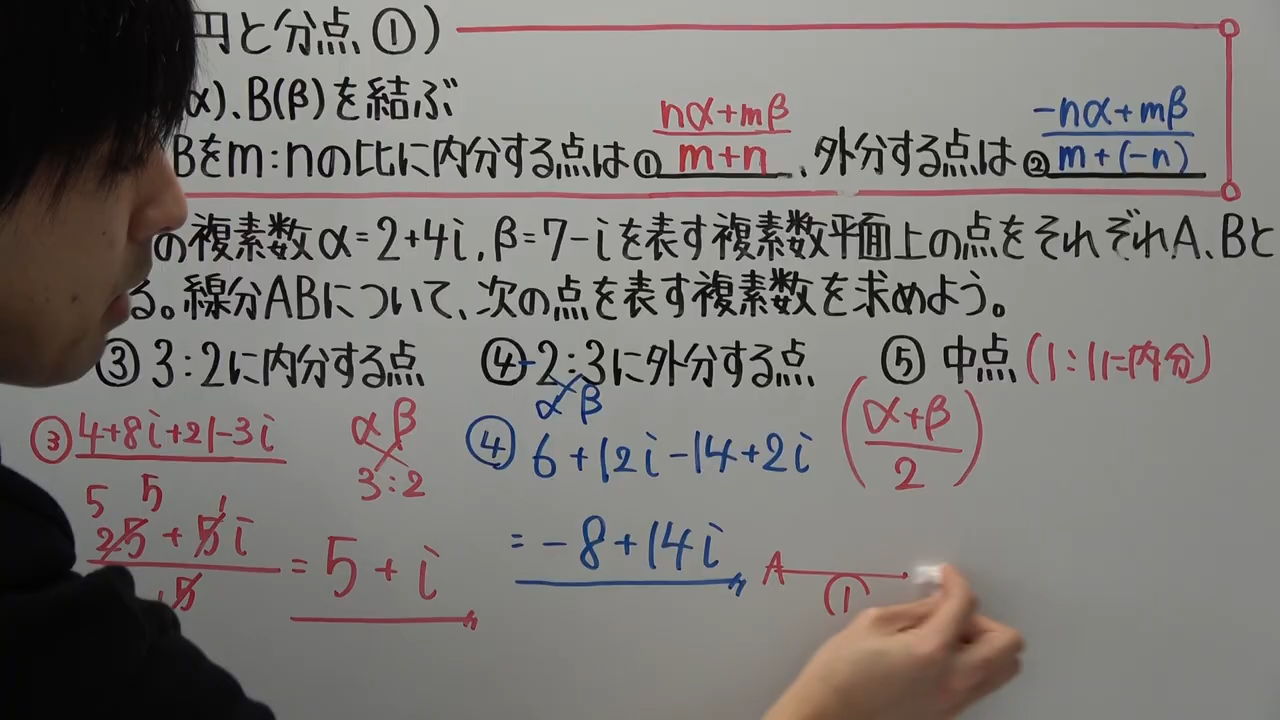 円と分点①)
α)、B(β)を結ぶ
Bをm:nの比に内分する点は① nα+mβ / m+n 、外分する点は② -nα+mβ / m+(-n)
の複素数α=2+4i,β=7-iを表す複素数平面上の点をそれぞれA、Bと
る。線分ABについて、次の点を表す複素数を求めよう。
③3:2に内分する点 ④-2:3に外分する点 ⑤中点(1:1に内分)
③ 4+8i+21-3i
α β
3:2
α β
④ 6+12i-14+2i
(α+β / 2)
5 5 1
25+5i / 5 = 5+i
1
= -8+14i
A
①